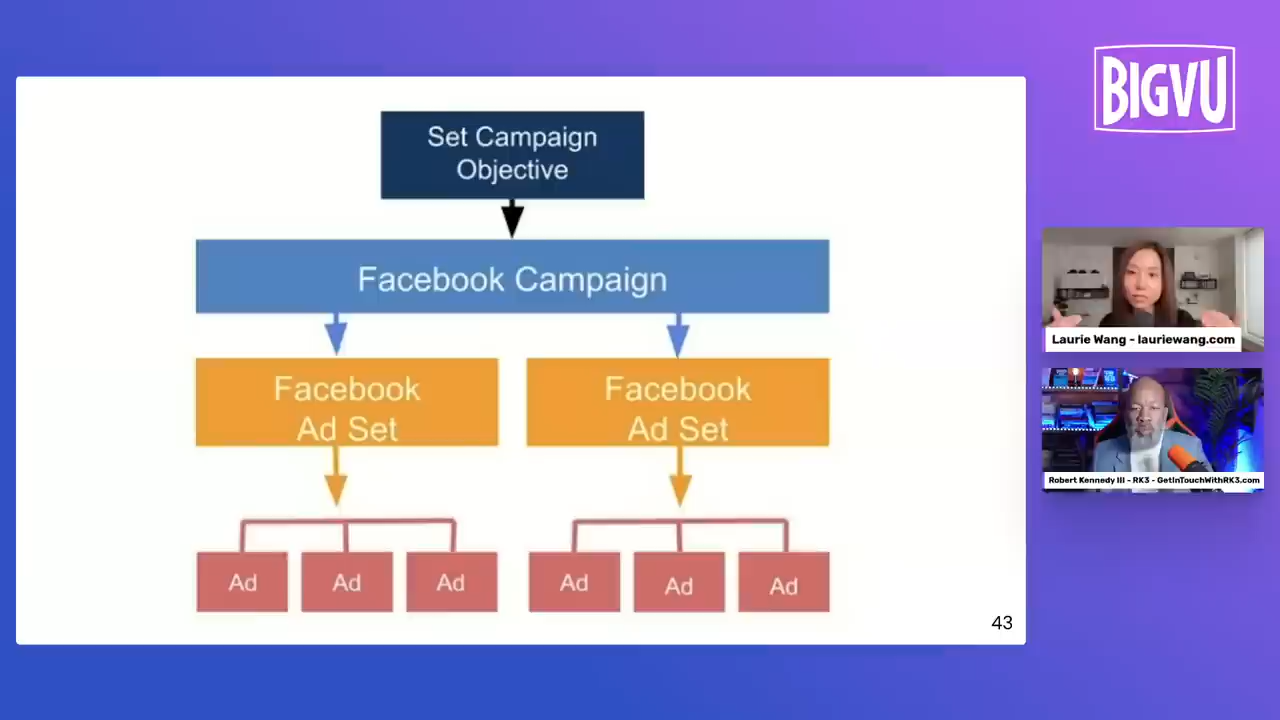 BIGVU
Set Campaign
Objective
Facebook Campaign
Facebook
Ad Set
Facebook
Ad Set
Ad
Ad
Ad
Ad
Ad
Ad
43
Laurie Wang - lauriewang.com
Robert Kennedy III - RK3 - GetInTouchWithRK3.com